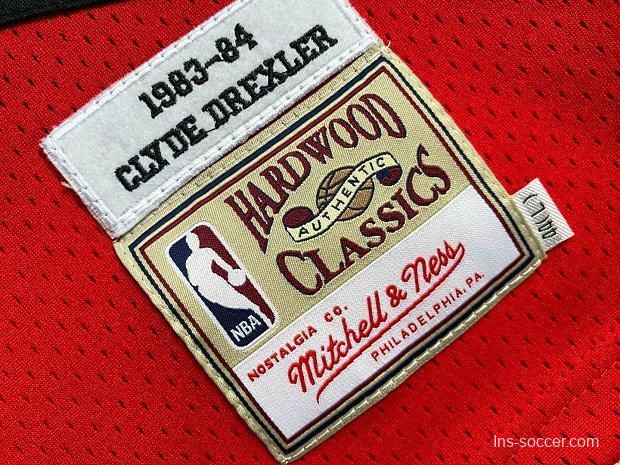 1983-84
CLYDE DREXLER
HARDWOOD
AUTHENTIC
CLASSICS
NBA
NOSTALGIA CO.
Mitchell & Ness
PHILADELPHIA, PA.
lns-soccer.com